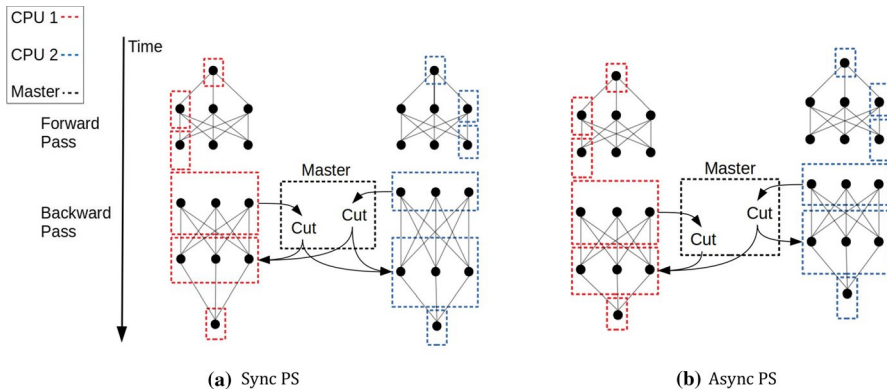 CPU 1
CPU 2
Master
Time
Forward
Pass
Backward
Pass
Master
Cut
Cut
Master
Cut
Cut
(a) Sync PS
(b) Async PS